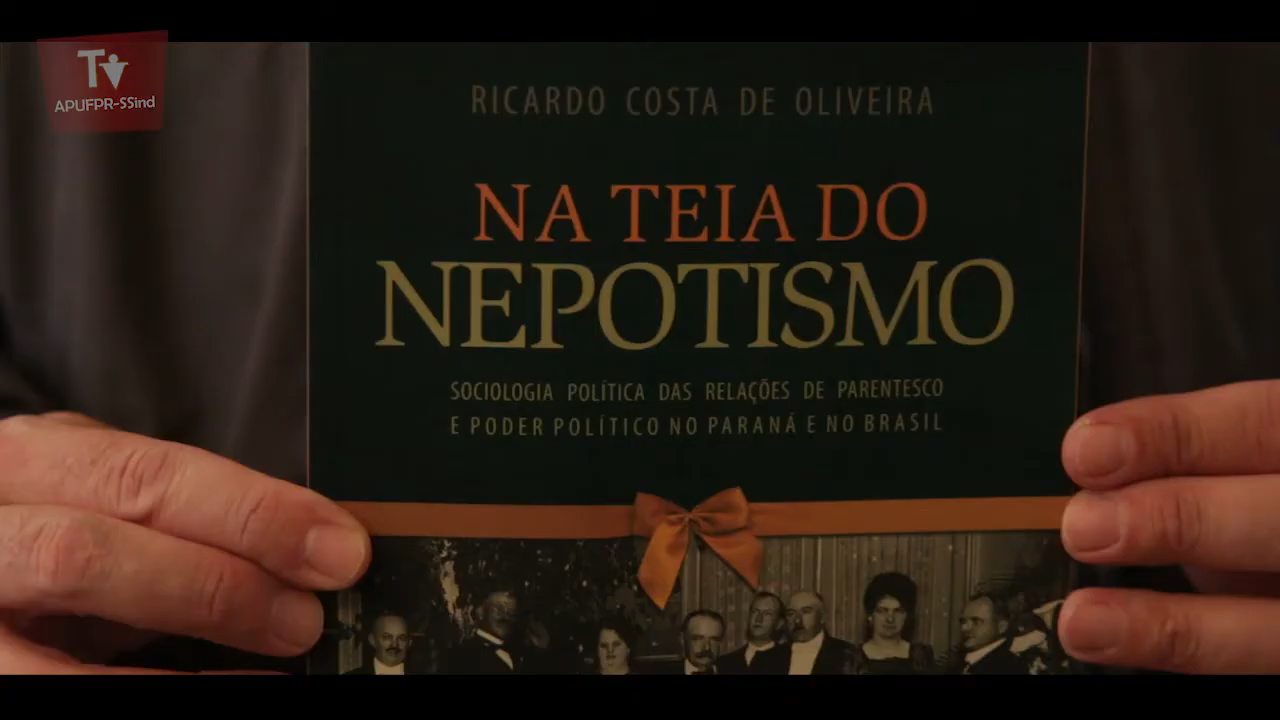 TV
APUFPR-SSind
RICARDO COSTA DE OLIVEIRA
NA TEIA DO
NEPOTISMO
SOCIOLOGIA POLÍTICA DAS RELAÇÕES DE PARENTESCO
E PODER POLÍTICO NO PARANÁ E NO BRASIL